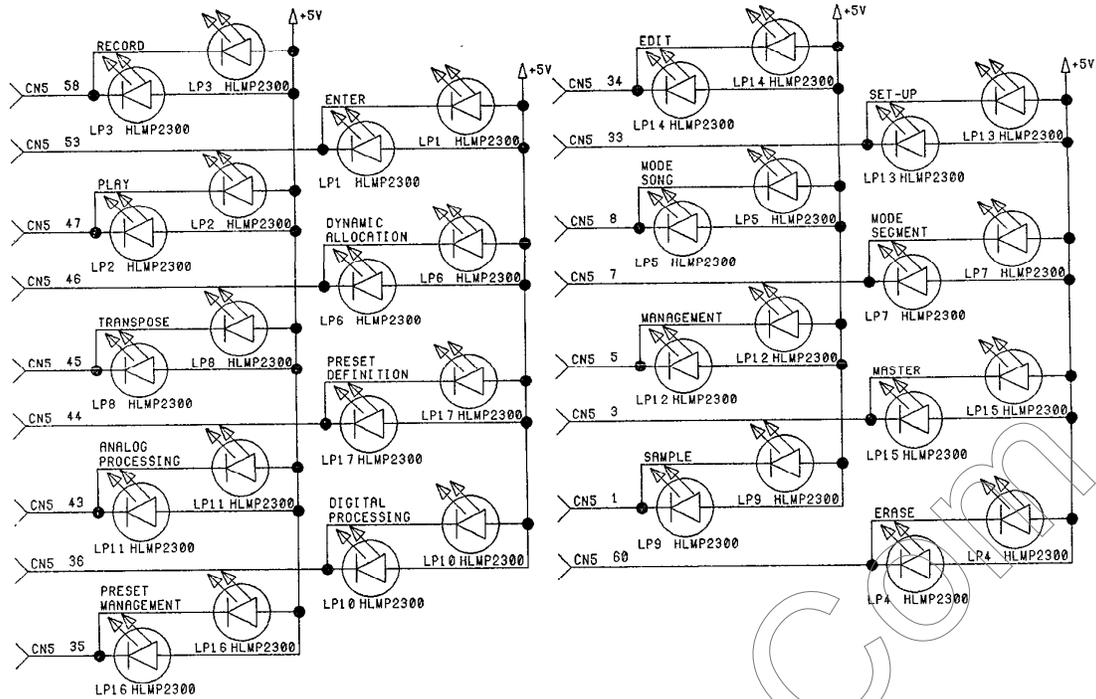 +5V
RECORD
LP3 HLMP2300
CN5 58
LP3 HLMP2300
+5V
ENTER
LP1 HLMP2300
CN5 53
LP1 HLMP2300
PLAY
LP2 HLMP2300
CN5 47
LP2 HLMP2300
DYNAMIC
ALLOCATION
LP6 HLMP2300
CN5 46
LP6 HLMP2300
TRANSPOSE
LP8 HLMP2300
CN5 45
LP8 HLMP2300
PRESET
DEFINITION
LP17 HLMP2300
CN5 44
LP17 HLMP2300
ANALOG
PROCESSING
LP11 HLMP2300
CN5 43
LP11 HLMP2300
DIGITAL
PROCESSING
LP10 HLMP2300
CN5 36
LP10 HLMP2300
PRESET
MANAGEMENT
LP16 HLMP2300
CN5 35
LP16 HLMP2300
+5V
EDIT
LP14 HLMP2300
CN5 34
LP14 HLMP2300
+5V
SET-UP
LP13 HLMP2300
CN5 33
LP13 HLMP2300
MODE
SONG
LP5 HLMP2300
CN5 8
LP5 HLMP2300
MODE
SEGMENT
LP7 HLMP2300
CN5 7
LP7 HLMP2300
MANAGEMENT
LP12 HLMP2300
CN5 5
LP12 HLMP2300
MASTER
LP15 HLMP2300
CN5 3
LP15 HLMP2300
SAMPLE
LP9 HLMP2300
CN5 1
LP9 HLMP2300
ERASE
LP4 HLMP2300
CN5 60
LP4 HLMP2300
Com